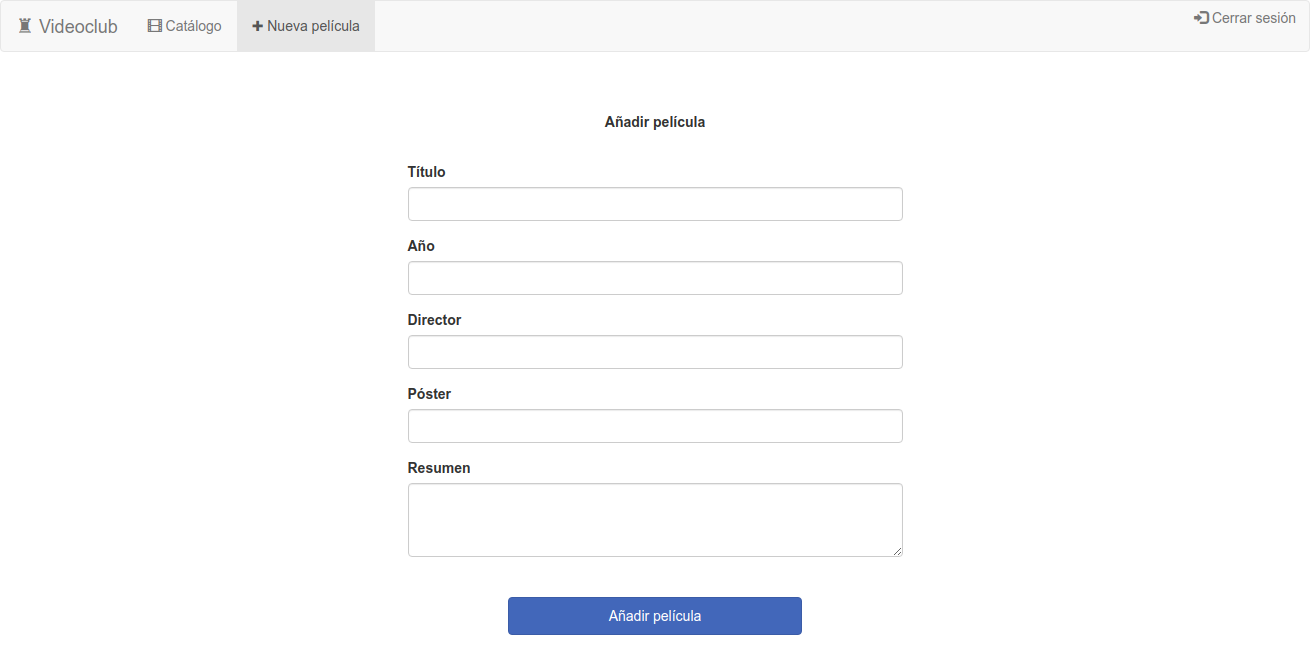 Videoclub Catálogo Nueva película Cerrar sesión
Añadir película
Título
Año
Director
Póster
Resumen
Añadir película